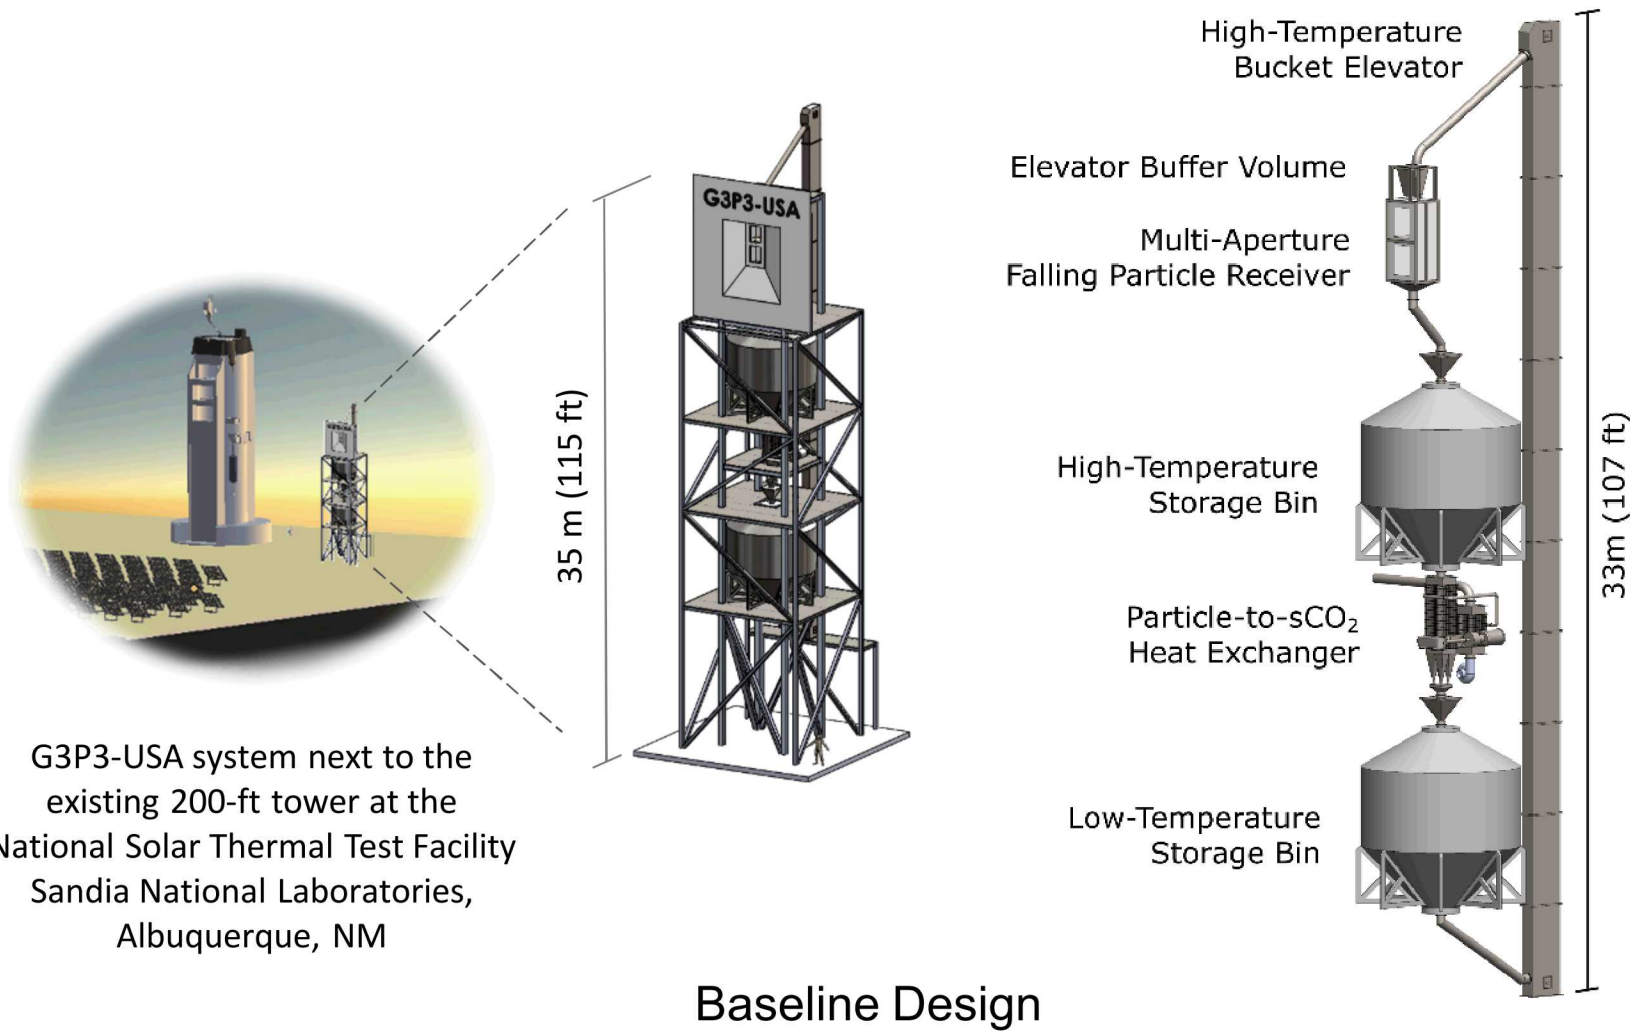 High-Temperature
Bucket Elevator
Elevator Buffer Volume
Multi-Aperture
Falling Particle Receiver
High-Temperature
Storage Bin
Particle-to-sCO₂
Heat Exchanger
Low-Temperature
Storage Bin
33m (107 ft)
G3P3-USA
35 m (115 ft)
G3P3-USA system next to the
existing 200-ft tower at the
National Solar Thermal Test Facility
Sandia National Laboratories,
Albuquerque, NM
Baseline Design